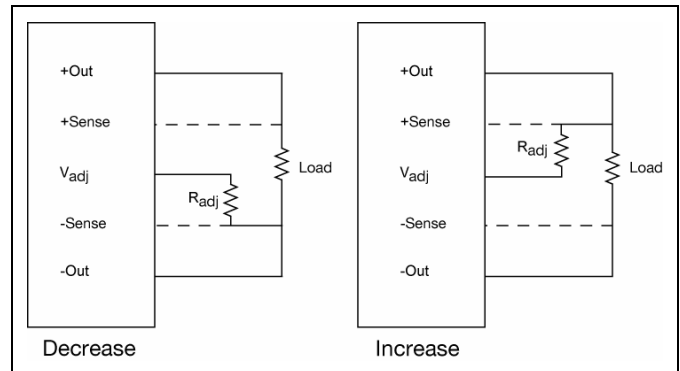 +Out
+Sense
Vadj
Radj
-Sense
-Out
Load
Decrease
+Out
+Sense
Radj
Vadj
-Sense
-Out
Load
Increase